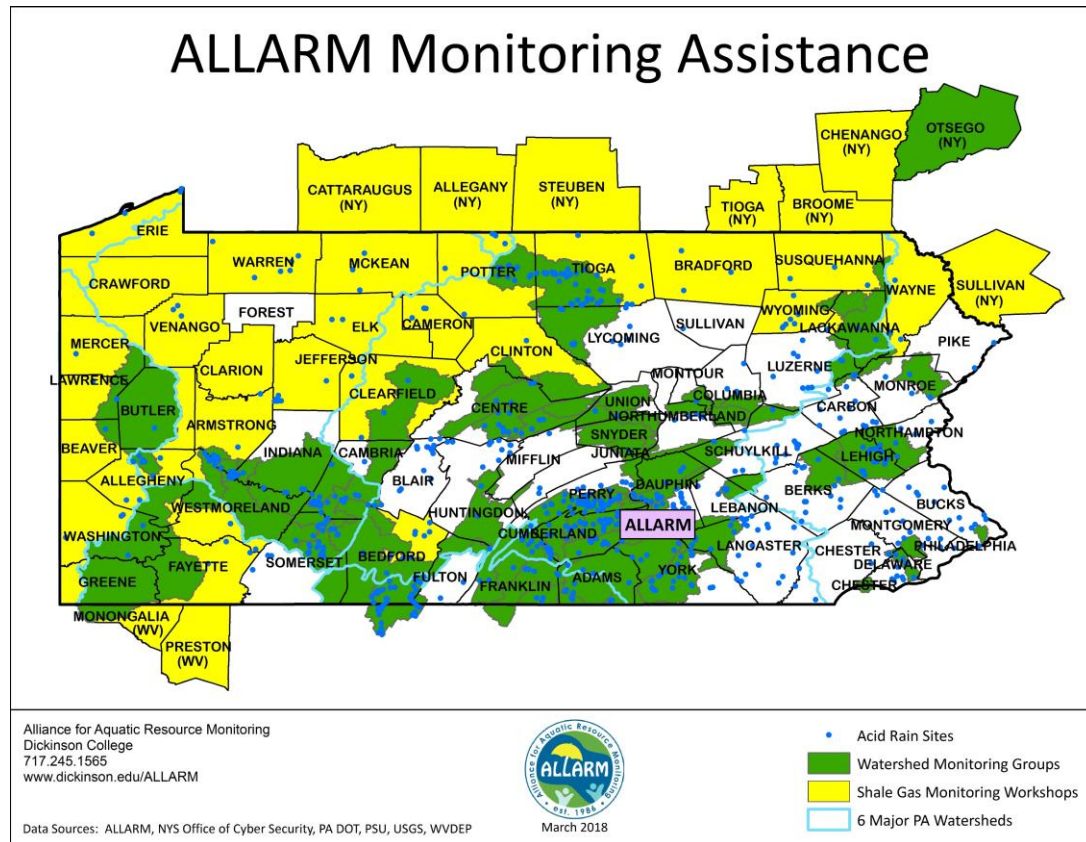 ALLARM Monitoring Assistance
CHENANGO
(NY)
OTSEGO
(NY)
CATTARAUGUS
(NY)
ALLEGANY
(NY)
STEUBEN
(NY)
TIOGA
(NY)
BROOME
(NY)
ERIE
WARREN
MCKEAN
POTTER
TIOGA
BRADFORD
SUSQUEHANNA
WAYNE
SULLIVAN
(NY)
CRAWFORD
FOREST
VENANGO
ELK
CAMERON
LYCOMING
SULLIVAN
WYOMING
LACKAWANNA
PIKE
MERCER
CLARION
JEFFERSON
CLINTON
LUZERNE
LAWRENCE
BUTLER
CLEARFIELD
CENTRE
UNION
MONTOUR
COLUMBIA
MONROE
CARBON
NORTHUMBERLAND
ARMSTRONG
SNYDER
NORTHAMPTON
BEAVER
INDIANA
CAMBRIA
MIFFLIN
JUNIATA
SCHUYLKILL
LEHIGH
ALLEGHENY
BLAIR
PERRY
DAUPHIN
BERKS
WESTMORELAND
HUNTINGDON
LEBANON
BUCKS
ALLARM
MONTGOMERY
WASHINGTON
CUMBERLAND
LANCASTER
PHILADELPHIA
FAYETTE
SOMERSET
BEDFORD
FULTON
FRANKLIN
ADAMS
YORK
CHESTER
DELAWARE
GREENE
CHESTER
MONONGALIA
(WV)
PRESTON
(WV)
Alliance for Aquatic Resource Monitoring
Dickinson College
717.245.1565
www.dickinson.edu/ALLARM
Data Sources: ALLARM, NYS Office of Cyber Security, PA DOT, PSU, USGS, WVDEP
Alliance for Aquatic Resource Monitoring
ALLARM
est. 1986
March 2018
Acid Rain Sites
Watershed Monitoring Groups
Shale Gas Monitoring Workshops
6 Major PA Watersheds